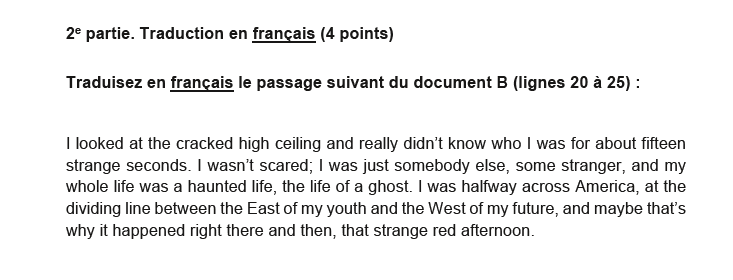 2e partie. Traduction en français (4 points)
Traduisez en français le passage suivant du document B (lignes 20 à 25) :
I looked at the cracked high ceiling and really didn’t know who I was for about fifteen
strange seconds. I wasn’t scared; I was just somebody else, some stranger, and my
whole life was a haunted life, the life of a ghost. I was halfway across America, at the
dividing line between the East of my youth and the West of my future, and maybe that’s
why it happened right there and then, that strange red afternoon.